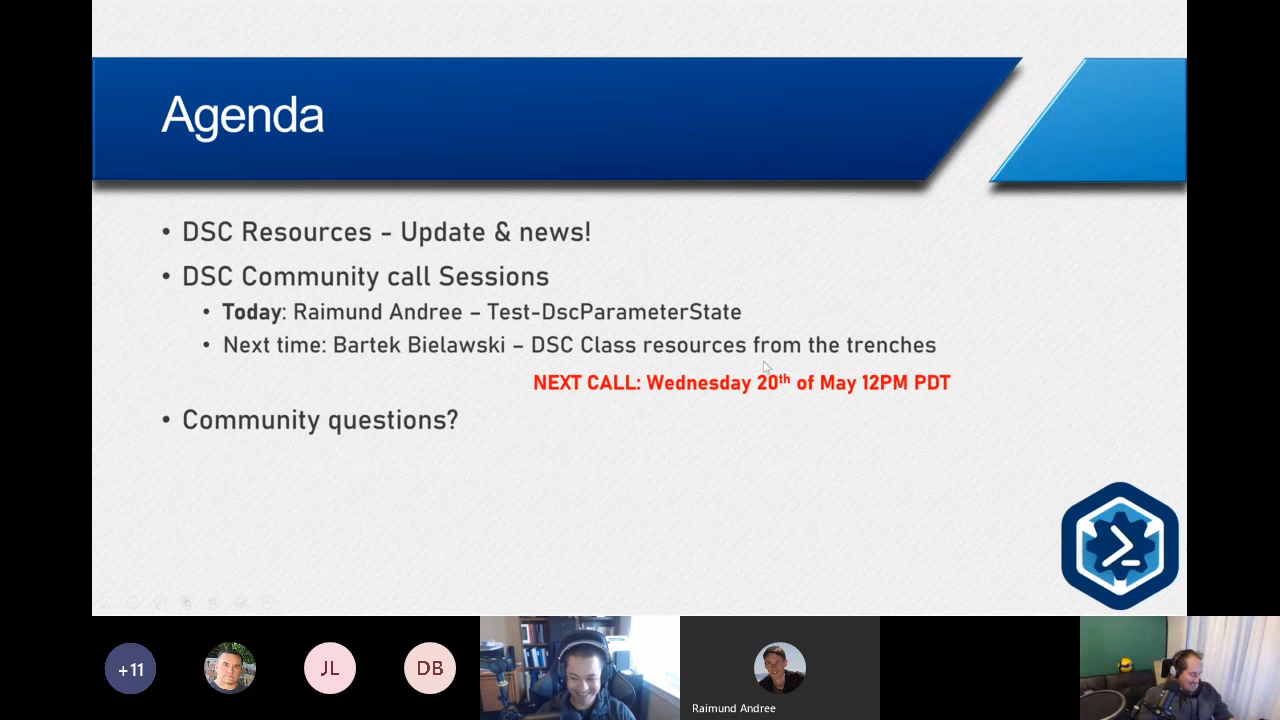 Agenda
• DSC Resources - Update & news!
• DSC Community call Sessions
• Today: Raimund Andree – Test-DscParameterState
• Next time: Bartek Bielawski – DSC Class resources from the trenches
NEXT CALL: Wednesday 20th of May 12PM PDT
• Community questions?
+11
JL
DB
Raimund Andree